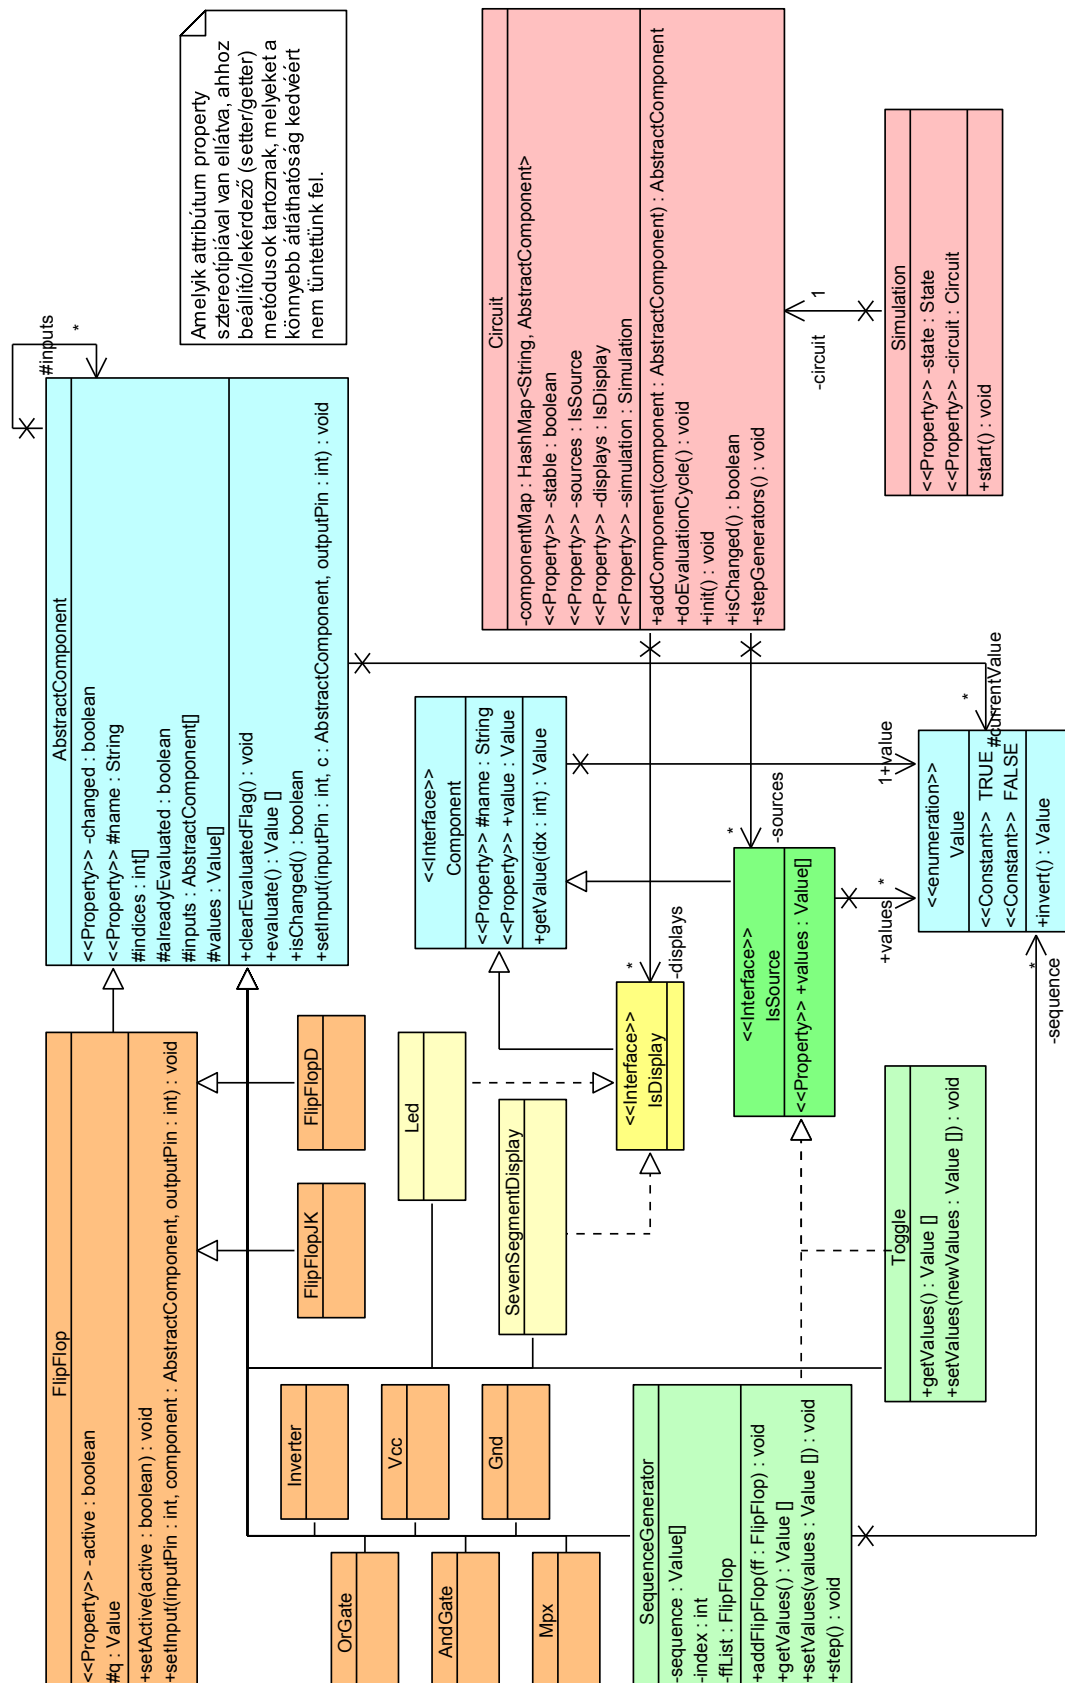 Amelyik attribútum property
sztereotípiával van ellátva, ahhoz
beállító/lekérdező (setter/getter)
metódusok tartoznak, melyeket a
könnyebb átláthatóság kedvéért
nem tüntettünk fel.
#inputs
*
AbstractComponent
<<Property>> -changed : boolean
<<Property>> #name : String
#indices : int[]
#alreadyEvaluated : boolean
#inputs : AbstractComponent[]
#values : Value[]
+clearEvaluatedFlag() : void
+evaluate() : Value []
+isChanged() : boolean
+setInput(inputPin : int, c : AbstractComponent, outputPin : int) : void
Circuit
-componentMap : HashMap<String, AbstractComponent>
<<Property>> -stable : boolean
<<Property>> -sources : IsSource
<<Property>> -displays : IsDisplay
<<Property>> -simulation : Simulation
+addComponent(component : AbstractComponent) : AbstractComponent
+doEvaluationCycle() : void
+init() : void
+isChanged() : boolean
+stepGenerators() : void
-circuit
1
Simulation
<<Property>> -state : State
<<Property>> -circuit : Circuit
+start() : void
FlipFlop
<<Property>> -active : boolean
#q : Value
+setActive(active : boolean) : void
+setInput(inputPin : int, component : AbstractComponent, outputPin : int) : void
FlipFlopD
FlipFlopJK
<<Interface>>
Component
<<Property>> #name : String
<<Property>> +value : Value
+getValue(idx : int) : Value
1
+value
*
#currentValue
<<enumeration>>
Value
<<Constant>> TRUE
<<Constant>> FALSE
+invert() : Value
*
-sources
*
-displays
<<Interface>>
IsSource
<<Property>> +values : Value[]
+values
*
<<Interface>>
IsDisplay
Led
SevenSegmentDisplay
*
-sequence
Toggle
+getValues() : Value []
+setValues(newValues : Value []) : void
Inverter
Vcc
Gnd
OrGate
AndGate
Mpx
SequenceGenerator
-sequence : Value[]
-index : int
-ffList : FlipFlop
+addFlipFlop(ff : FlipFlop) : void
+getValues() : Value []
+setValues(values : Value []) : void
+step() : void